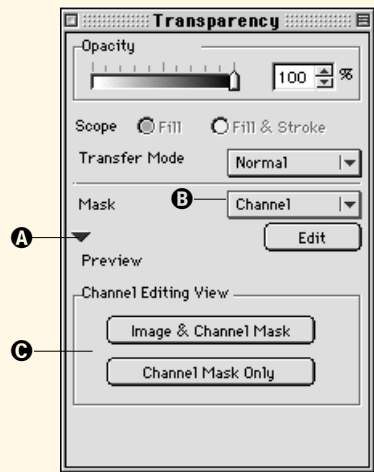 Transparency
Opacity
100 %
Scope Fill Fill & Stroke
Transfer Mode Normal
Mask B Channel
A
Edit
Preview
Channel Editing View
Image & Channel Mask
C
Channel Mask Only